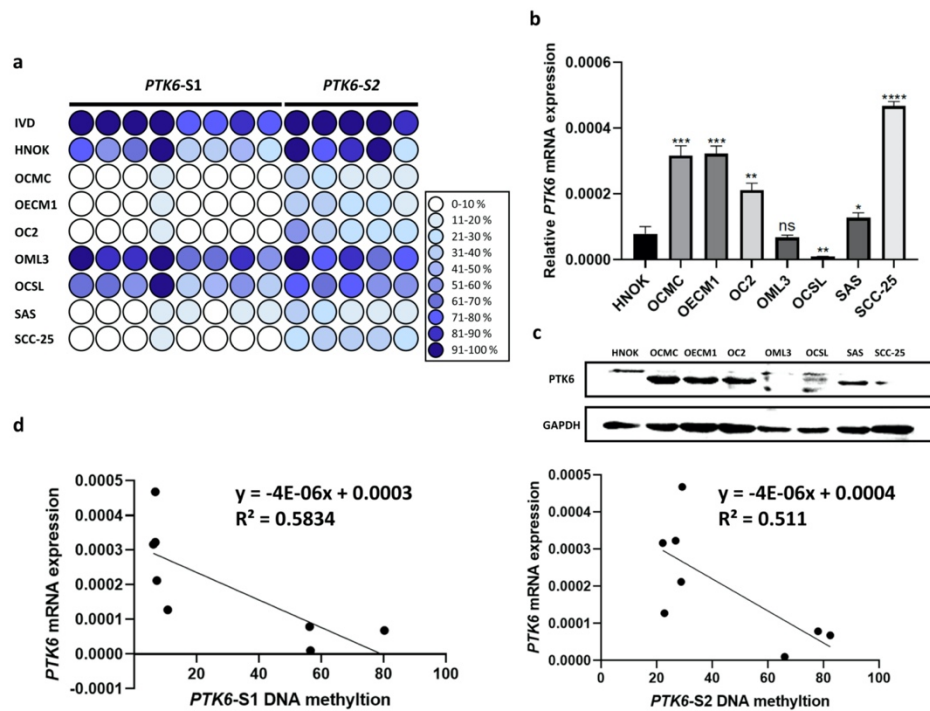 a
PTK6-S1 PTK6-S2
IVD
HNOK
OCMC
OECM1
OC2
OML3
OCSL
SAS
SCC-25
0-10 %
11-20 %
21-30 %
31-40 %
41-50 %
51-60 %
61-70 %
71-80 %
81-90 %
91-100 %
b
Relative PTK6 mRNA expression
0.0006
0.0004
0.0002
0.0000
*** *** ** ns ** * ****
HNOK OCMC OECM1 OC2 OML3 OCSL SAS SCC-25
c
HNOK OCMC OECM1 OC2 OML3 OCSL SAS SCC-25
PTK6
GAPDH
d
PTK6 mRNA expression
0.0005
0.0004
0.0003
0.0002
0.0001
0.0000
-0.0001
y = -4E-06x + 0.0003
R² = 0.5834
20 40 60 80 100
PTK6-S1 DNA methyltion
PTK6 mRNA expression
0.0005
0.0004
0.0003
0.0002
0.0001
0.0000
y = -4E-06x + 0.0004
R² = 0.511
0 20 40 60 80 100
PTK6-S2 DNA methyltion